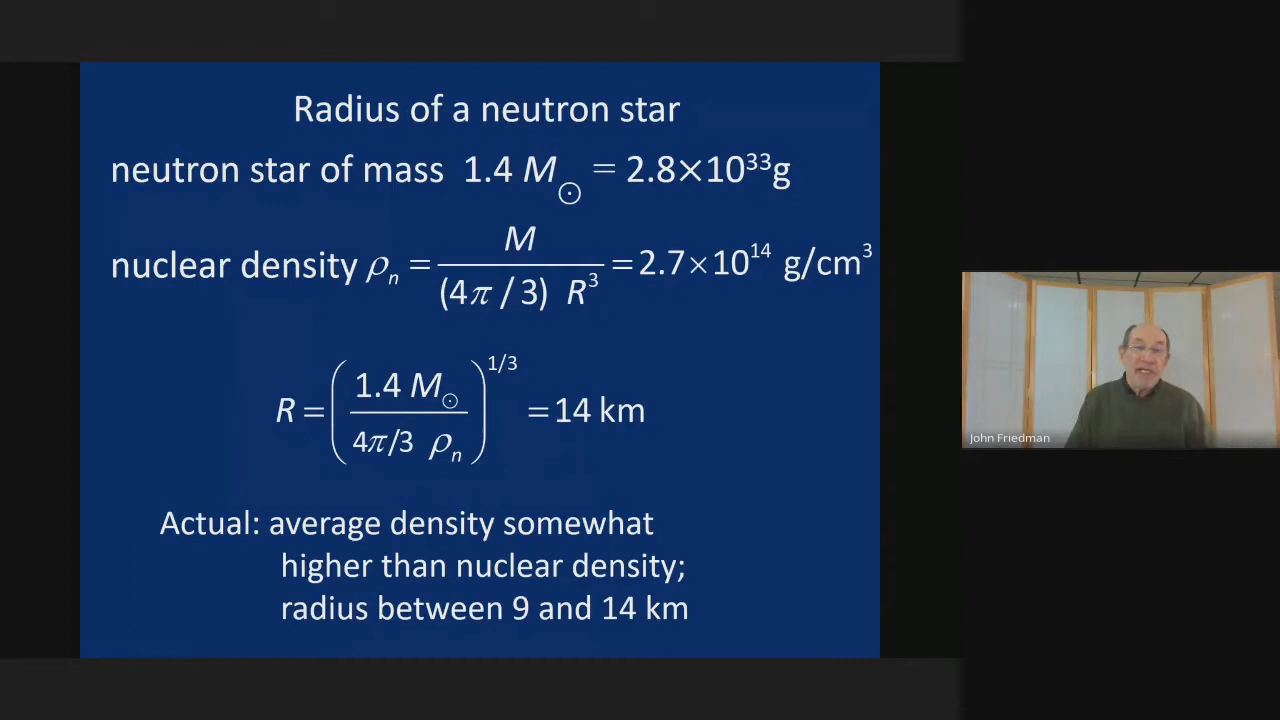 Radius of a neutron star
neutron star of mass 1.4 M⊙ = 2.8×10³³g
nuclear density ρₙ = M / (4π / 3) R³ = 2.7×10¹⁴ g/cm³
R = (1.4 M⊙ / 4π/3 ρₙ)^1/3 = 14 km
Actual: average density somewhat
higher than nuclear density;
radius between 9 and 14 km
John Friedman